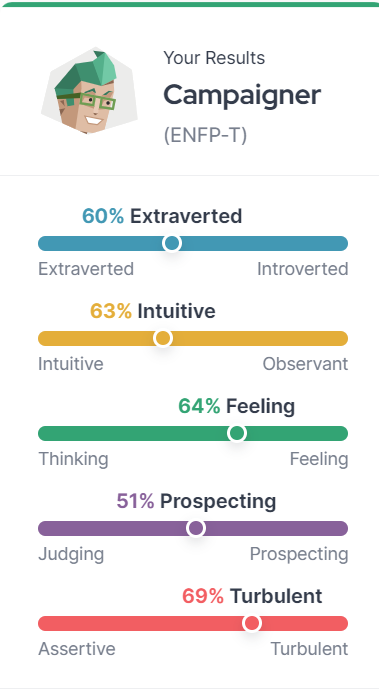 Your Results
Campaigner
(ENFP-T)
60% Extraverted
Extraverted Introverted
63% Intuitive
Intuitive Observant
64% Feeling
Thinking Feeling
51% Prospecting
Judging Prospecting
69% Turbulent
Assertive Turbulent